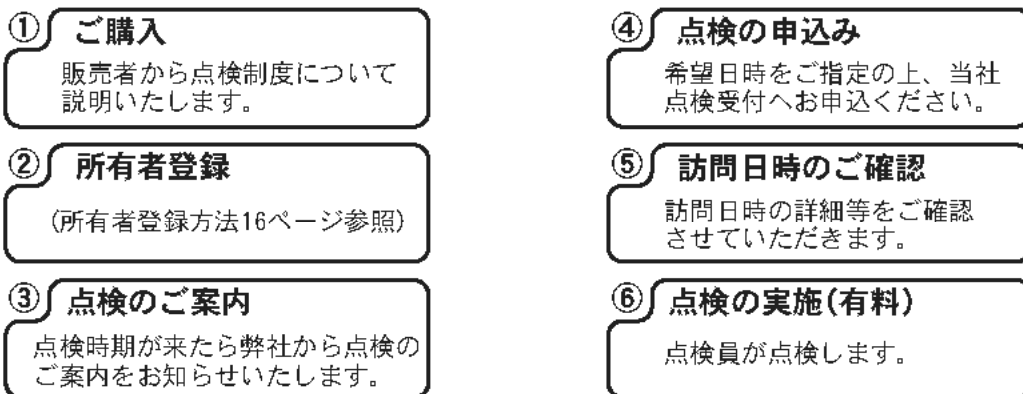 ① ご購入
販売者から点検制度について
説明いたします。
② 所有者登録
(所有者登録方法16ページ参照)
③ 点検のご案内
点検時期が来たら弊社から点検の
ご案内をお知らせいたします。
④ 点検の申込み
希望日時をご指定の上、当社
点検受付へお申込ください。
⑤ 訪問日時のご確認
訪問日時の詳細等をご確認
させていただきます。
⑥ 点検の実施(有料)
点検員が点検します。